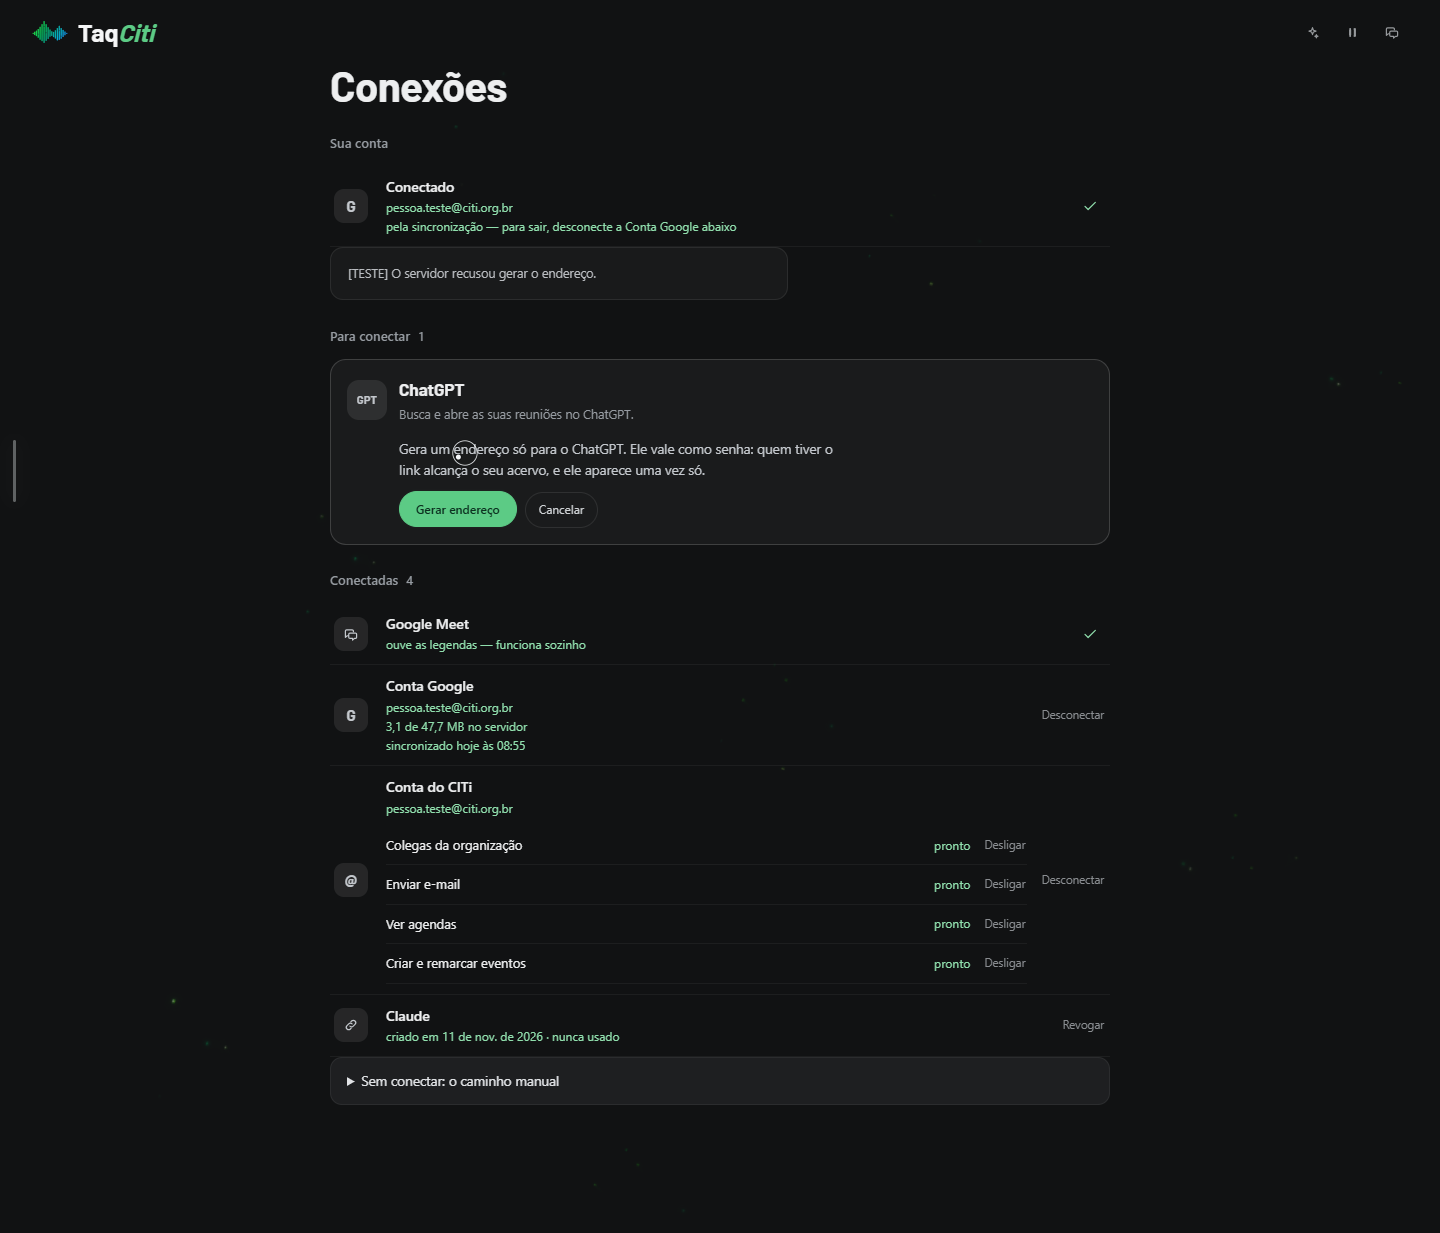 TaqCiti
Conexões
Sua conta
G
Conectado
pessoa.teste@citi.org.br
pela sincronização — para sair, desconecte a Conta Google abaixo
[TESTE] O servidor recusou gerar o endereço.
Para conectar 1
GPT
ChatGPT
Busca e abre as suas reuniões no ChatGPT.
Gera um endereço só para o ChatGPT. Ele vale como senha: quem tiver o
link alcança o seu acervo, e ele aparece uma vez só.
Gerar endereço
Cancelar
Conectadas 4
Google Meet
ouve as legendas — funciona sozinho
G
Conta Google
pessoa.teste@citi.org.br
3,1 de 47,7 MB no servidor
sincronizado hoje às 08:55
Desconectar
Conta do CITi
pessoa.teste@citi.org.br
Colegas da organização pronto Desligar
@
Desconectar
Enviar e-mail pronto Desligar
Ver agendas pronto Desligar
Criar e remarcar eventos pronto Desligar
Claude
criado em 11 de nov. de 2026 · nunca usado
Revogar
Sem conectar: o caminho manual